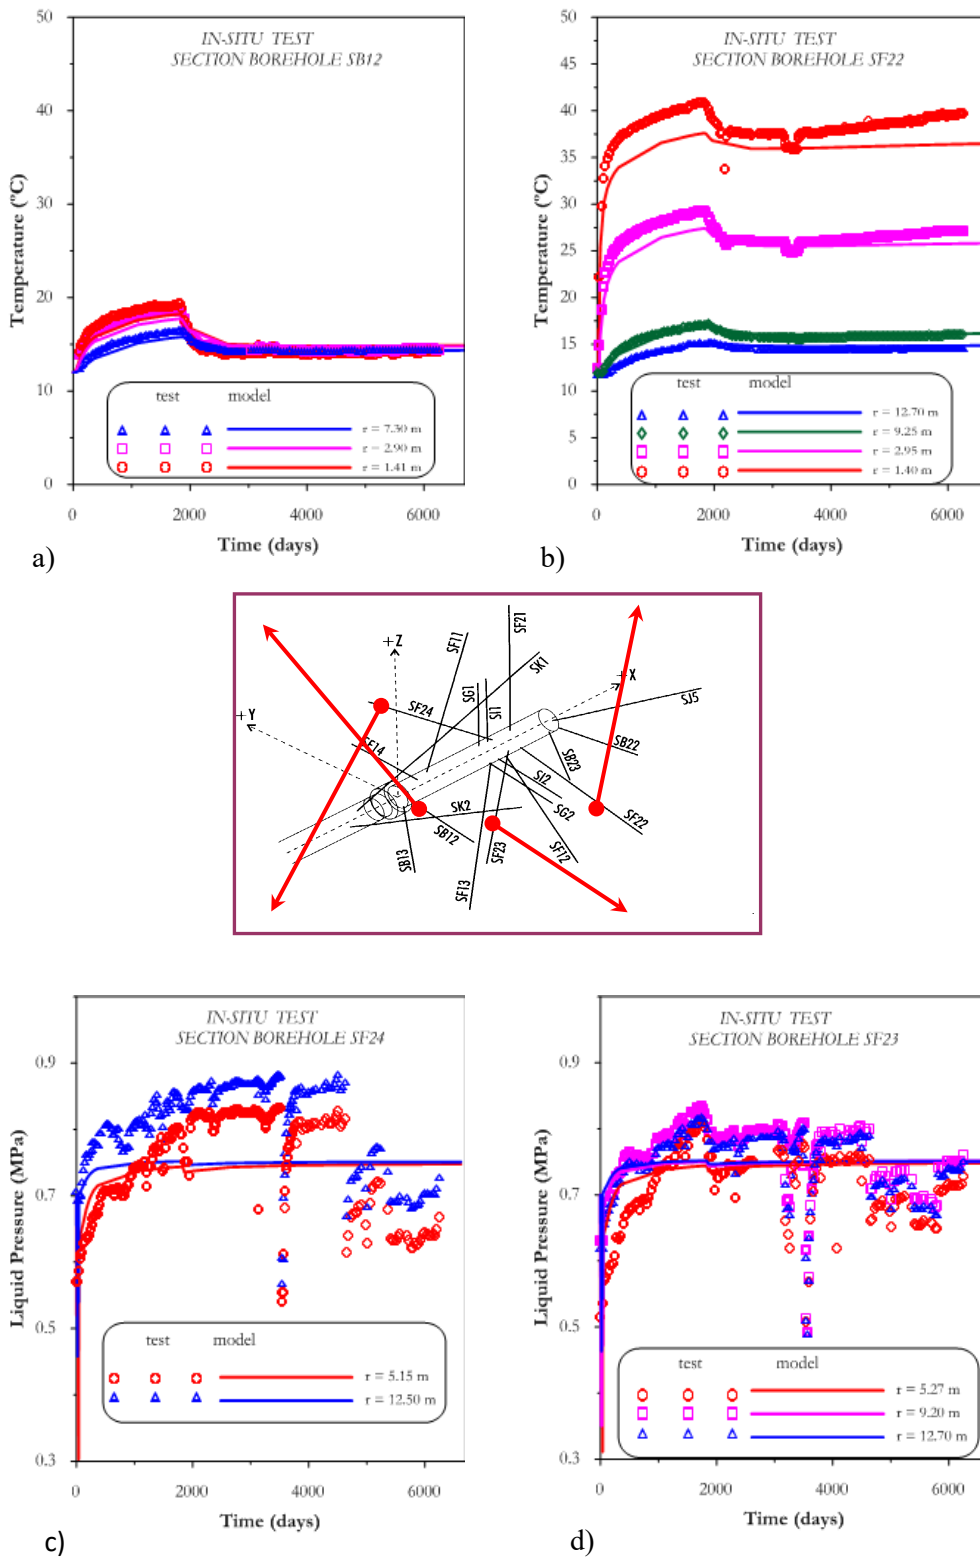 IN-SITU TEST
SECTION BOREHOLE SB12
Temperature (ºC)
50
40
30
20
10
0
test model
r = 7.30 m
r = 2.90 m
r = 1.41 m
0 2000 4000 6000
Time (days)
a)
IN-SITU TEST
SECTION BOREHOLE SF22
Temperature (ºC)
50
45
40
35
30
25
20
15
10
5
0
test model
r = 12.70 m
r = 9.25 m
r = 2.95 m
r = 1.40 m
0 2000 4000 6000
Time (days)
b)
+Z
+Y
+X
SF11
SF21
SK1
SG1
SI1
SF24
SF14
SJ5
SB22
SB23
SI2
SG2
SF22
SK2
SB12
SB13
SF23
SF12
SF13
IN-SITU TEST
SECTION BOREHOLE SF24
Liquid Pressure (MPa)
0.9
0.7
0.5
0.3
test model
r = 5.15 m
r = 12.50 m
0 2000 4000 6000
Time (days)
c)
IN-SITU TEST
SECTION BOREHOLE SF23
Liquid Pressure (MPa)
0.9
0.7
0.5
0.3
test model
r = 5.27 m
r = 9.20 m
r = 12.70 m
0 2000 4000 6000
Time (days)
d)